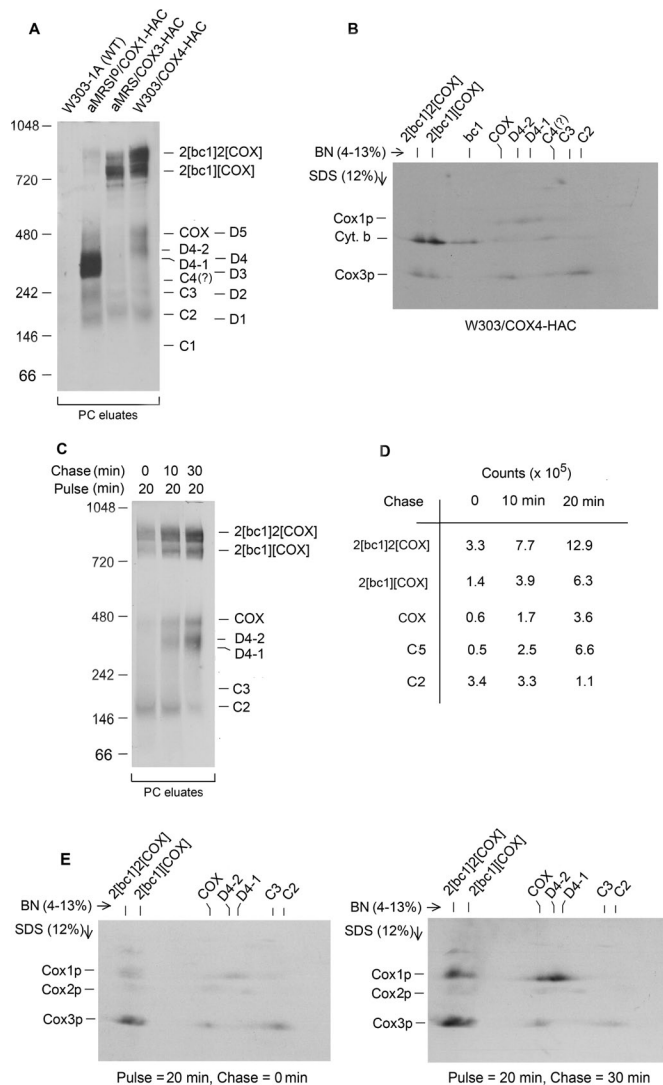 A
W303-1A (WT)
aMRSIº/COX1-HAC
aMRS/COX3-HAC
W303/COX4-HAC
1048
720
480
242
146
66
2[bc1]2[COX]
2[bc1][COX]
COX
D5
D4-2
D4
D4-1
D3
C4(?)
C3
D2
C2
D1
C1
PC eluates
B
2[bc1]2[COX]
2[bc1][COX]
bc1
COX
D4-2
D4-1
C4(?)
C3
C2
BN (4-13%)
SDS (12%)
Cox1p
Cyt. b
Cox3p
W303/COX4-HAC
C
Chase (min) 0 10 30
Pulse (min) 20 20 20
1048
720
480
242
146
66
2[bc1]2[COX]
2[bc1][COX]
COX
D4-2
D4-1
C3
C2
PC eluates
D
Counts (x 10⁵)
Chase 0 10 min 20 min
2[bc1]2[COX] 3.3 7.7 12.9
2[bc1][COX] 1.4 3.9 6.3
COX 0.6 1.7 3.6
C5 0.5 2.5 6.6
C2 3.4 3.3 1.1
E
2[bc1]2[COX]
2[bc1][COX]
COX
D4-2
D4-1
C3
C2
BN (4-13%)
SDS (12%)
Cox1p
Cox2p
Cox3p
Pulse = 20 min, Chase = 0 min
2[bc1]2[COX]
2[bc1][COX]
COX
D4-2
D4-1
C3
C2
BN (4-13%)
SDS (12%)
Cox1p
Cox2p
Cox3p
Pulse = 20 min, Chase = 30 min